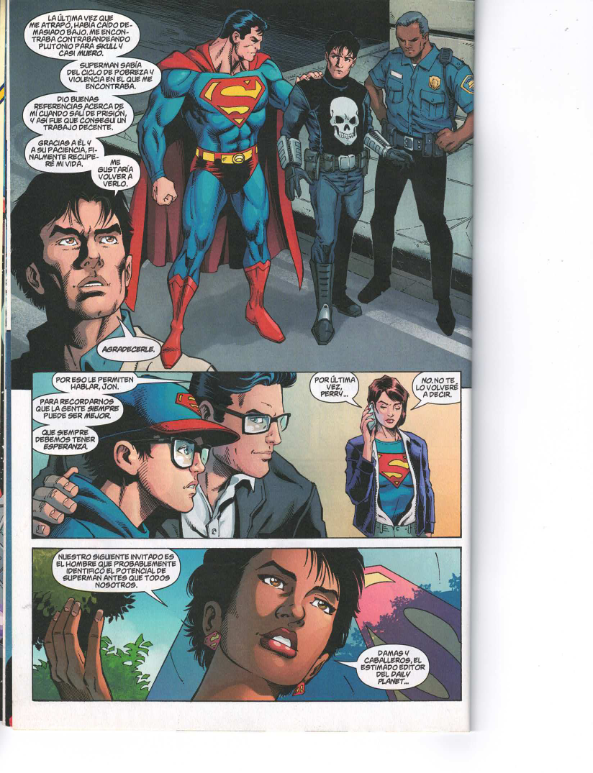 LA ÚLTIMA VEZ QUE
ME ATRAPÓ, HABÍA CAÍDO DE-
MASIADO BAJO. ME ENCON-
TRABA CONTRABANDEANDO
PLUTONIO PARA SKULL Y
CASI MUERO.
SUPERMAN SABÍA
DEL CICLO DE POBREZA Y
VIOLENCIA EN EL QUE ME
ENCONTRABA.
DIO BUENAS
REFERENCIAS ACERCA DE
MÍ CUANDO SALÍ DE PRISIÓN,
Y ASÍ FUE QUE CONSEGUÍ UN
TRABAJO DECENTE.
GRACIAS A ÉL Y
A SU PACIENCIA, FI-
NALMENTE RECUPE-
RÉ MI VIDA.
ME
GUSTARÍA
VOLVER A
VERLO.
AGRADECERLE.
POR ESO LE PERMITEN
HABLAR, JON.
PARA RECORDARNOS
QUE LA GENTE SIEMPRE
PUEDE SER MEJOR.
QUE SIEMPRE
DEBEMOS TENER
ESPERANZA.
POR ÚLTIMA
VEZ,
PERRY...
NO. NO TE
LO VOLVERÉ
A DECIR.
NUESTRO SIGUIENTE INVITADO ES
EL HOMBRE QUE PROBABLEMENTE
IDENTIFICÓ EL POTENCIAL DE
SUPERMAN ANTES QUE TODOS
NOSOTROS.
DAMAS Y
CABALLEROS, EL
ESTIMADO EDITOR
DEL DAILY
PLANET...